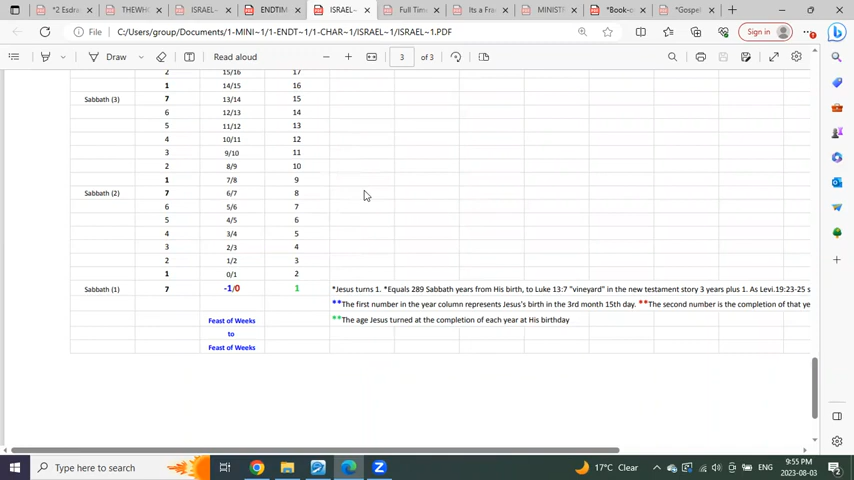 *2 Esdra
THEWHO
ISRAEL~
ENDTIM
ISRAEL~
Full Time
Its a Fro
MINISTR
*Book-o
*Gospel
File
C:/Users/group/Documents/1-MINI~1/1-ENDT~1/1-CHAR~1/ISRAEL~1/ISRAEL~1.PDF
Sign in
Draw
Read aloud
3 of 3
2 15/16 17
1 14/15 16
Sabbath (3) 7 13/14 15
6 12/13 14
5 11/12 13
4 10/11 12
3 9/10 11
2 8/9 10
1 7/8 9
Sabbath (2) 7 6/7 8
6 5/6 7
5 4/5 6
4 3/4 5
3 2/3 4
2 1/2 3
1 0/1 2
Sabbath (1) 7 -1/0 1 *Jesus turns 1. *Equals 289 Sabbath years from His birth, to Luke 13:7 "vineyard" in the new testament story 3 years plus 1. As Levi.19:23-25 s
**The first number in the year column represents Jesus's birth in the 3rd month 15th day. **The second number is the completion of that ye
Feast of Weeks **The age Jesus turned at the completion of each year at His birthday
to
Feast of Weeks
Type here to search
17°C Clear
ENG
9:55 PM
2023-08-03
2